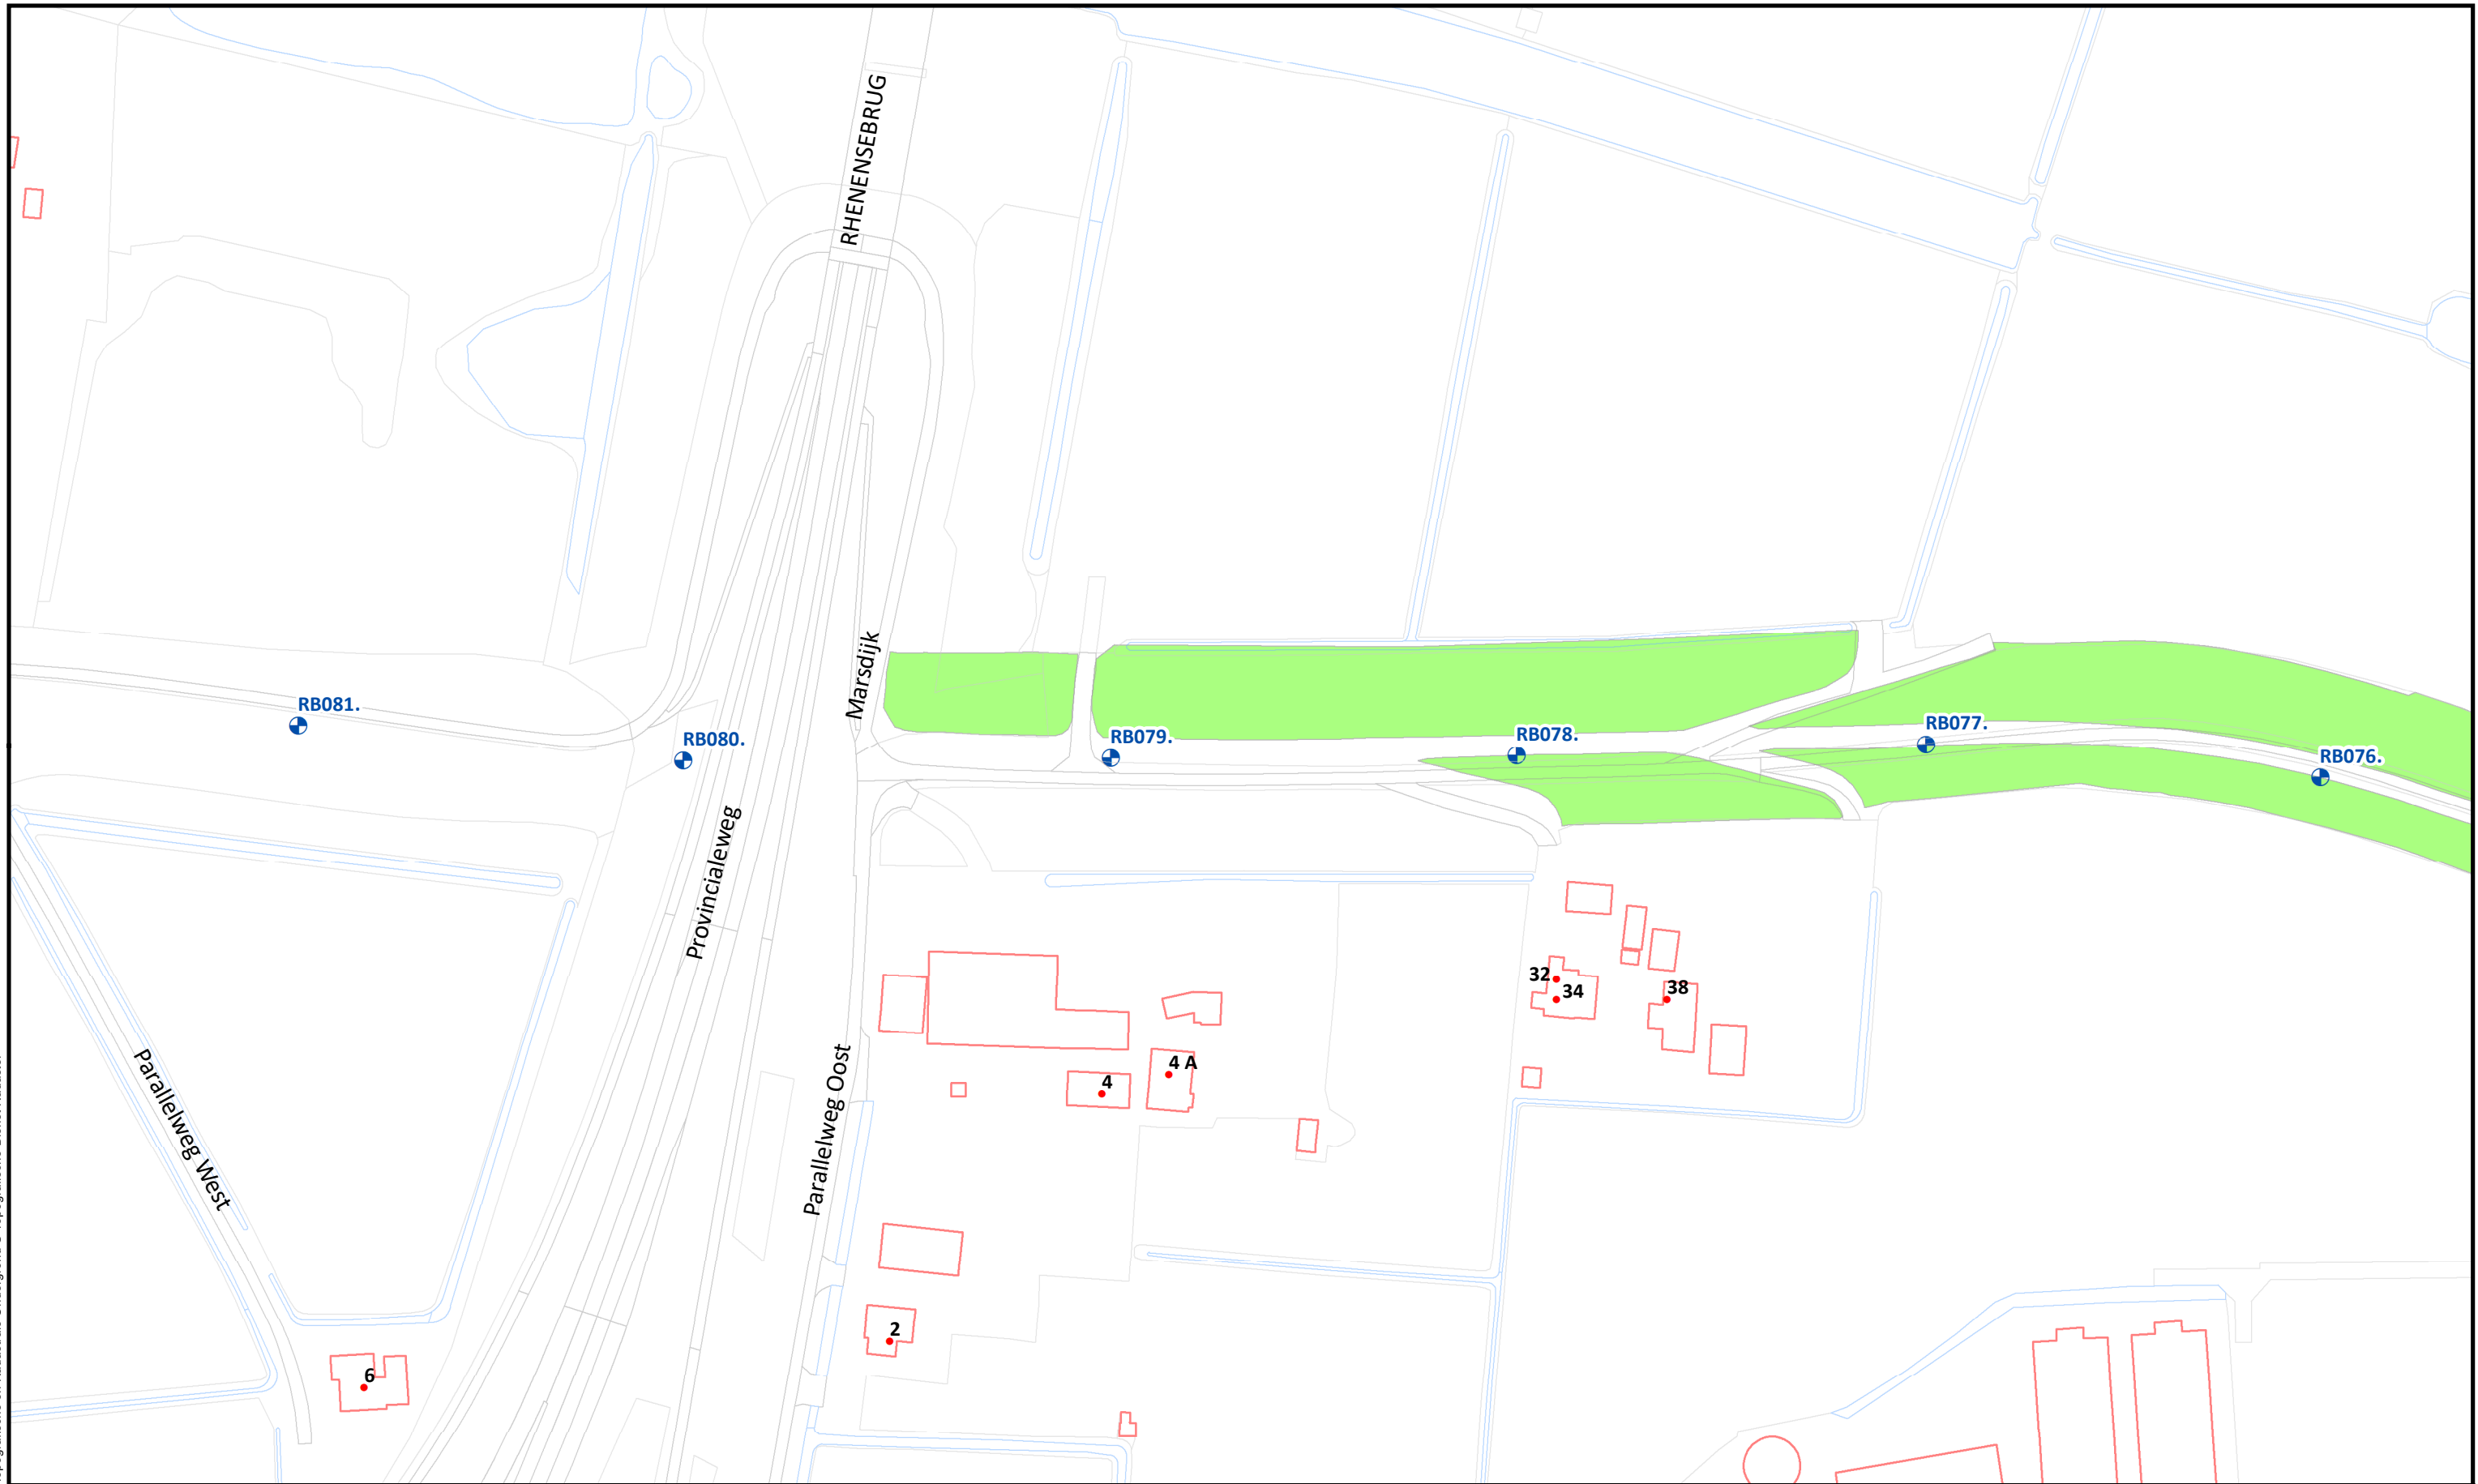 RHENENSEBRUG
Marsdijk
RB081.
RB080.
RB079.
RB078.
RB077.
RB076.
Provincialeweg
32
34
38
4 A
4
Parallelweg Oost
Parallelweg West
2
6